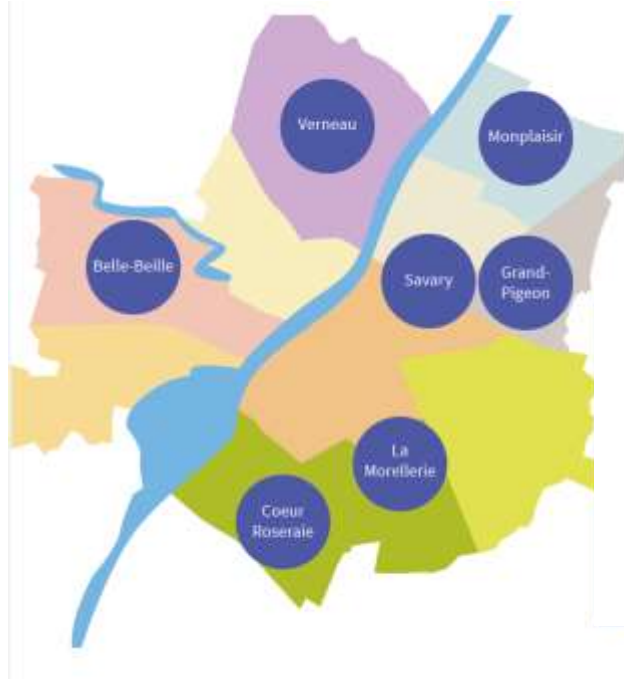 Verneau
Monplaisir
Belle-Beille
Savary
Grand-
Pigeon
La
Morellerie
Coeur
Roseraie